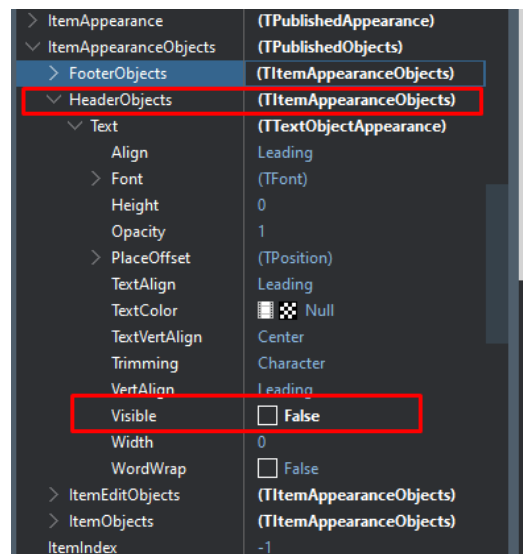 ItemAppearance (TPublishedAppearance)
ItemAppearanceObjects (TPublishedObjects)
FooterObjects (TItemAppearanceObjects)
HeaderObjects (TItemAppearanceObjects)
Text (TTextObjectAppearance)
Align Leading
Font (TFont)
Height 0
Opacity 1
PlaceOffset (TPosition)
TextAlign Leading
TextColor Null
TextVertAlign Center
Trimming Character
VertAlign Leading
Visible False
Width 0
WordWrap False
ItemEditObjects (TItemAppearanceObjects)
ItemObjects (TItemAppearanceObjects)
ItemIndex -1